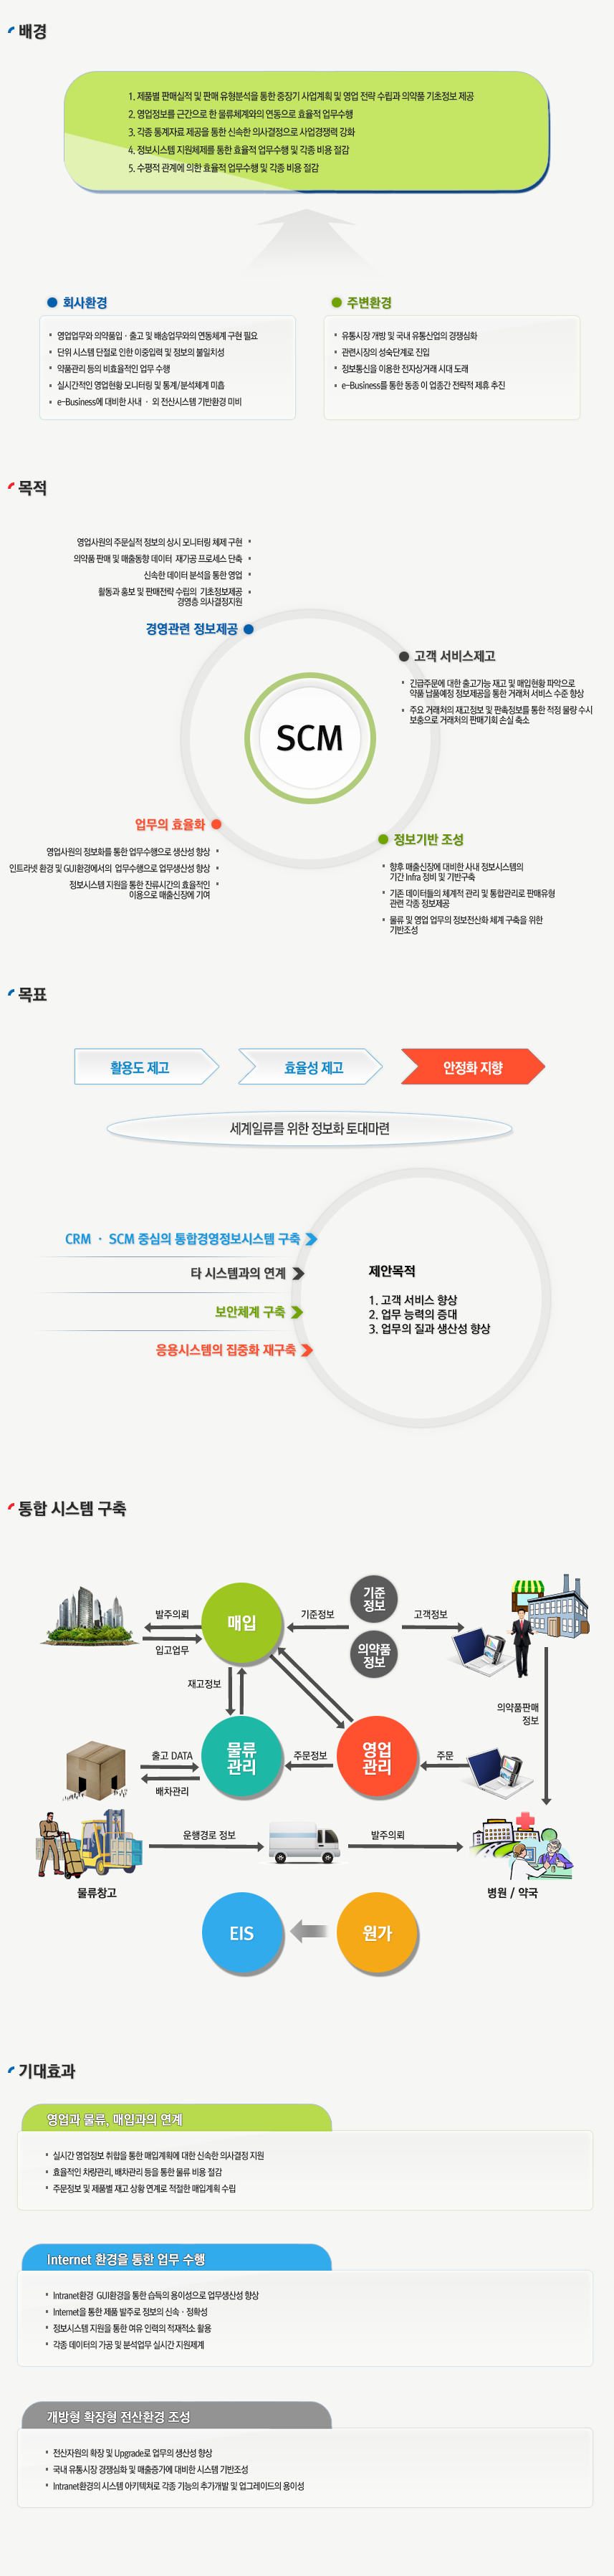 배경
1. 제품별 판매실적 및 판매 유형분석을 통한 중장기 사업계획 및 영업 전략 수립과 의약품 기초정보 제공
2. 영업정보를 근간으로 한 물류체계와의 연동으로 효율적 업무수행
3. 각종 통계자료 제공을 통한 신속한 의사결정으로 사업경쟁력 강화
4. 정보시스템 지원체제를 통한 효율적 업무수행 및 각종 비용 절감
5. 수평적 관계에 의한 효율적 업무수행 및 각종 비용 절감
회사환경
영업업무와 의약품입 · 출고 및 배송업무와의 연동체계 구현 필요
단위 시스템 단절로 인한 이중입력 및 정보의 불일치성
약품관리 등의 비효율적인 업무 수행
실시간적인 영업현황 모니터링 및 통계/분석체계 미흡
e-Business에 대비한 사내 · 외 전산시스템 기반환경 미비
주변환경
유통시장 개방 및 국내 유통산업의 경쟁심화
관련시장의 성숙단계로 진입
정보통신을 이용한 전자상거래 시대 도래
e-Business를 통한 동종 이 업종간 전략적 제휴 추진
목적
영업사원의 주문실적 정보의 상시 모니터링 체제 구현
의약품 판매 및 매출동향 데이터 재가공 프로세스 단축
신속한 데이터 분석을 통한 영업
활동과 홍보 및 판매전략 수립의 기초정보제공
경영층 의사결정지원
경영관련 정보제공
고객 서비스제고
긴급주문에 대한 출고가능 재고 및 매입현황 파악으로
약품 납품예정 정보제공을 통한 거래처 서비스 수준 향상
주요 거래처의 재고정보 및 판촉정보를 통한 적정 물량 수시
보충으로 거래처의 판매기회 손실 축소
SCM
업무의 효율화
영업사원의 정보화를 통한 업무수행으로 생산성 향상
인트라넷 환경 및 GUI환경에서의 업무수행으로 업무생산성 향상
정보시스템 지원을 통한 잔류시간의 효율적인
이용으로 매출신장에 기여
정보기반 조성
향후 매출신장에 대비한 사내 정보시스템의
기간 Infra 정비 및 기반구축
기존 데이터들의 체계적 관리 및 통합관리로 판매유형
관련 각종 정보제공
물류 및 영업 업무의 정보전산화 체계 구축을 위한
기반조성
목표
활용도 제고
효율성 제고
안정화 지향
세계일류를 위한 정보화 토대마련
CRM · SCM 중심의 통합경영정보시스템 구축
타 시스템과의 연계
보안체계 구축
응용시스템의 집중화 재구축
제안목적
1. 고객 서비스 향상
2. 업무 능력의 증대
3. 업무의 질과 생산성 향상
통합 시스템 구축
발주의뢰
입고업무
매입
기준정보
기준
정보
의약품
정보
고객정보
재고정보
의약품판매
정보
출고 DATA
배차관리
물류
관리
주문정보
영업
관리
주문
운행경로 정보
발주의뢰
물류창고
병원 / 약국
EIS
원가
기대효과
영업과 물류, 매입과의 연계
실시간 영업정보 취합을 통한 매입계획에 대한 신속한 의사결정 지원
효율적인 차량관리, 배차관리 등을 통한 물류 비용 절감
주문정보 및 제품별 재고 상황 연계로 적절한 매입계획 수립
Internet 환경을 통한 업무 수행
Intranet환경 GUI환경을 통한 습득의 용이성으로 업무생산성 향상
Internet을 통한 제품 발주로 정보의 신속 · 정확성
정보시스템 지원을 통한 여유 인력의 적재적소 활용
각종 데이터의 가공 및 분석업무 실시간 지원체계
개방형 확장형 전산환경 조성
전산자원의 확장 및 Upgrade로 업무의 생산성 향상
국내 유통시장 경쟁심화 및 매출증가에 대비한 시스템 기반조성
Intranet환경의 시스템 아키텍쳐로 각종 기능의 추가개발 및 업그레이드의 용이성